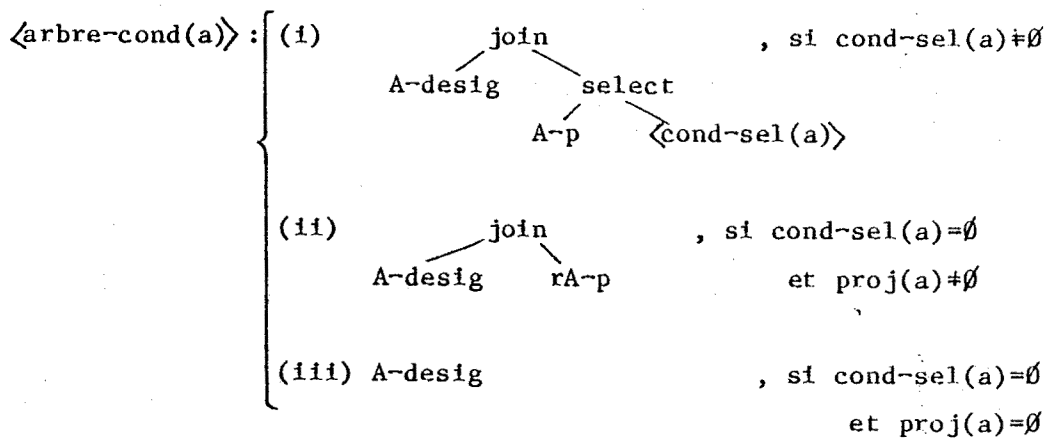 <arbre-cond(a)>: (i) join , si cond-sel(a)≠∅
A-desig select
A-p <cond-sel(a)>
(ii) join , si cond-sel(a)=∅
A-desig rA-p et proj(a)≠∅
(iii) A-desig , si cond-sel(a)=∅
et proj(a)=∅